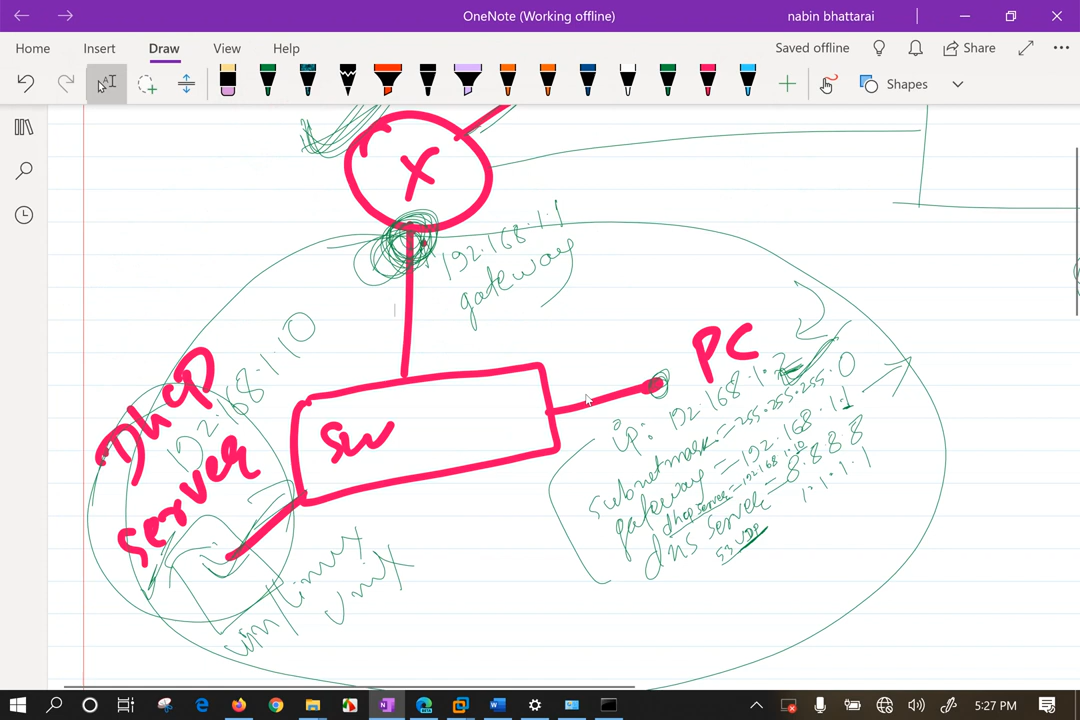 OneNote (Working offline)
nabin bhattarai
Home Insert Draw View Help
Saved offline
Share
Shapes
X
192.168.1.1
gateway
PC
Dhcp
server
192.168.1.10
sw
ip: 192.168.1.2
subnetmask = 255.255.255.0
gateway = 192.168.1.1
dhcp server = 192.168.1.10
dns server = 8.8.8.8
1.1.1.1
53 UDP
win linux
unix
5:27 PM